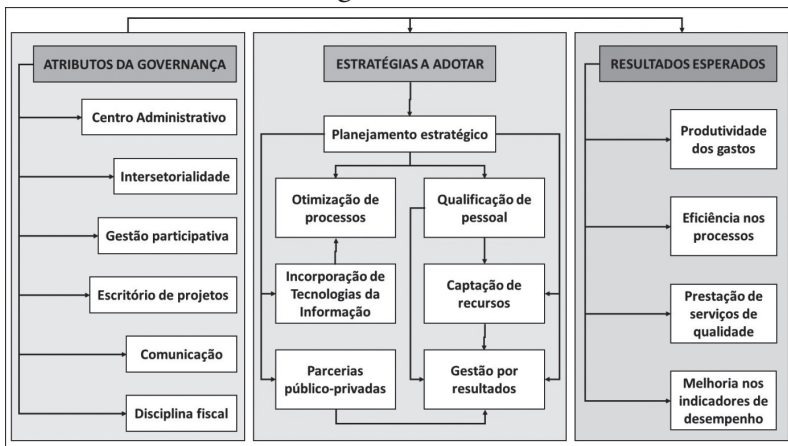 ATRIBUTOS DA GOVERNANÇA
Centro Administrativo
Intersetorialidade
Gestão participativa
Escritório de projetos
Comunicação
Disciplina fiscal
ESTRATÉGIAS A ADOTAR
Planejamento estratégico
Otimização de
processos
Qualificação de
pessoal
Incorporação de
Tecnologias da
Informação
Captação de
recursos
Parcerias
público-privadas
Gestão por
resultados
RESULTADOS ESPERADOS
Produtividade
dos gastos
Eficiência nos
processos
Prestação de
serviços de
qualidade
Melhoria nos
indicadores de
desempenho